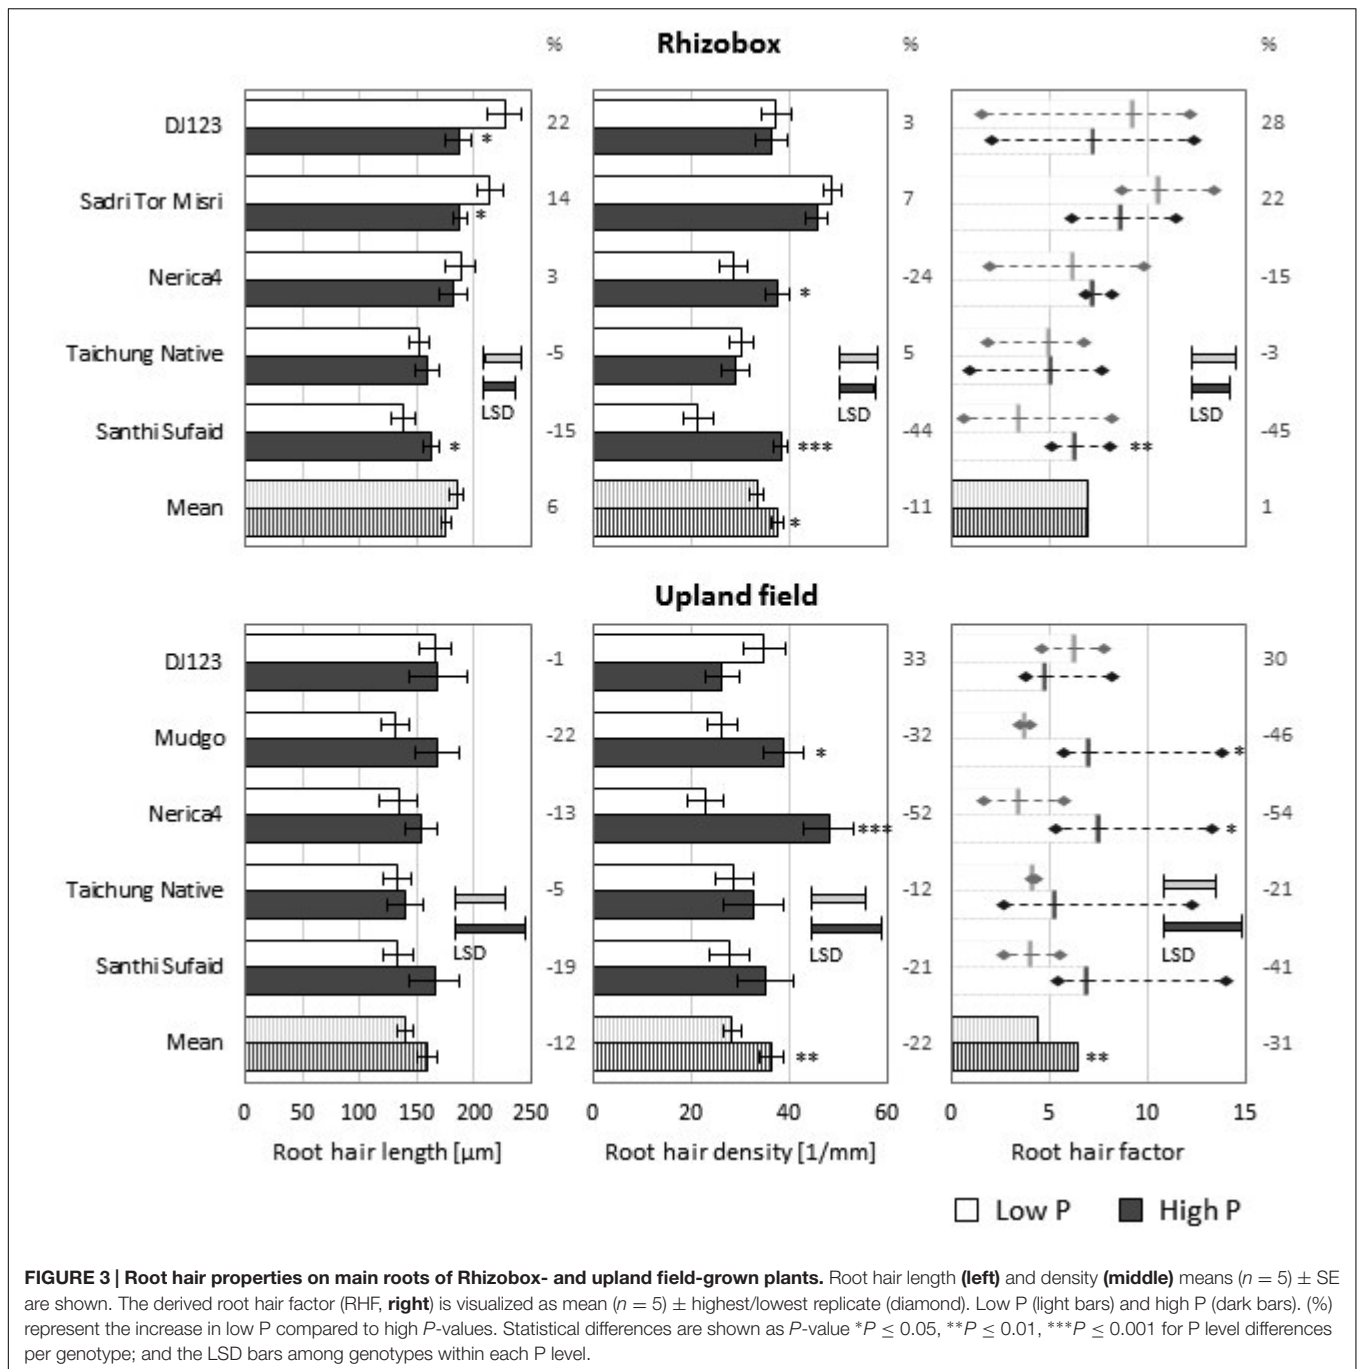 % Rhizobox % %
DJ123 * 22 3 28
Sadri Tor Misri * 14 7 22
Nerica4 3 * -24 -15
Taichung Native -5 5 -3
LSD LSD LSD
Santhi Sufaid * -15 *** -44 ** -45
Mean 6 * -11 1
Upland field
DJ123 -1 33 30
Mudgo -22 * -32 * -46
Nerica4 -13 *** -52 * -54
Taichung Native -5 -12 -21
LSD LSD LSD
Santhi Sufaid -19 -21 -41
Mean -12 ** -22 ** -31
0 50 100 150 200 250 0 20 40 60 0 5 10 15
Root hair length [µm] Root hair density [1/mm] Root hair factor
Low P High P
FIGURE 3 | Root hair properties on main roots of Rhizobox- and upland field-grown plants. Root hair length (left) and density (middle) means (n = 5) ± SE
are shown. The derived root hair factor (RHF, right) is visualized as mean (n = 5) ± highest/lowest replicate (diamond). Low P (light bars) and high P (dark bars). (%)
represent the increase in low P compared to high P-values. Statistical differences are shown as P-value *P ≤ 0.05, **P ≤ 0.01, ***P ≤ 0.001 for P level differences
per genotype; and the LSD bars among genotypes within each P level.